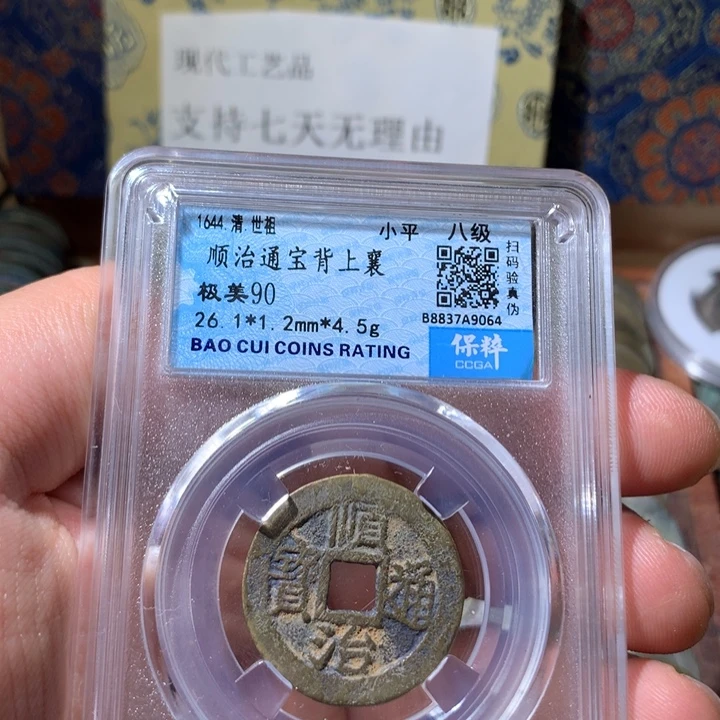 现代工艺品
支持七天无理由
1644.清.世祖
小平 八级
顺治通宝背上襄
极美90
26.1*1.2mm*4.5g
BAO CUI COINS RATING
扫码验真伪
B8837A9064
保粹
CCGA
順治通寳